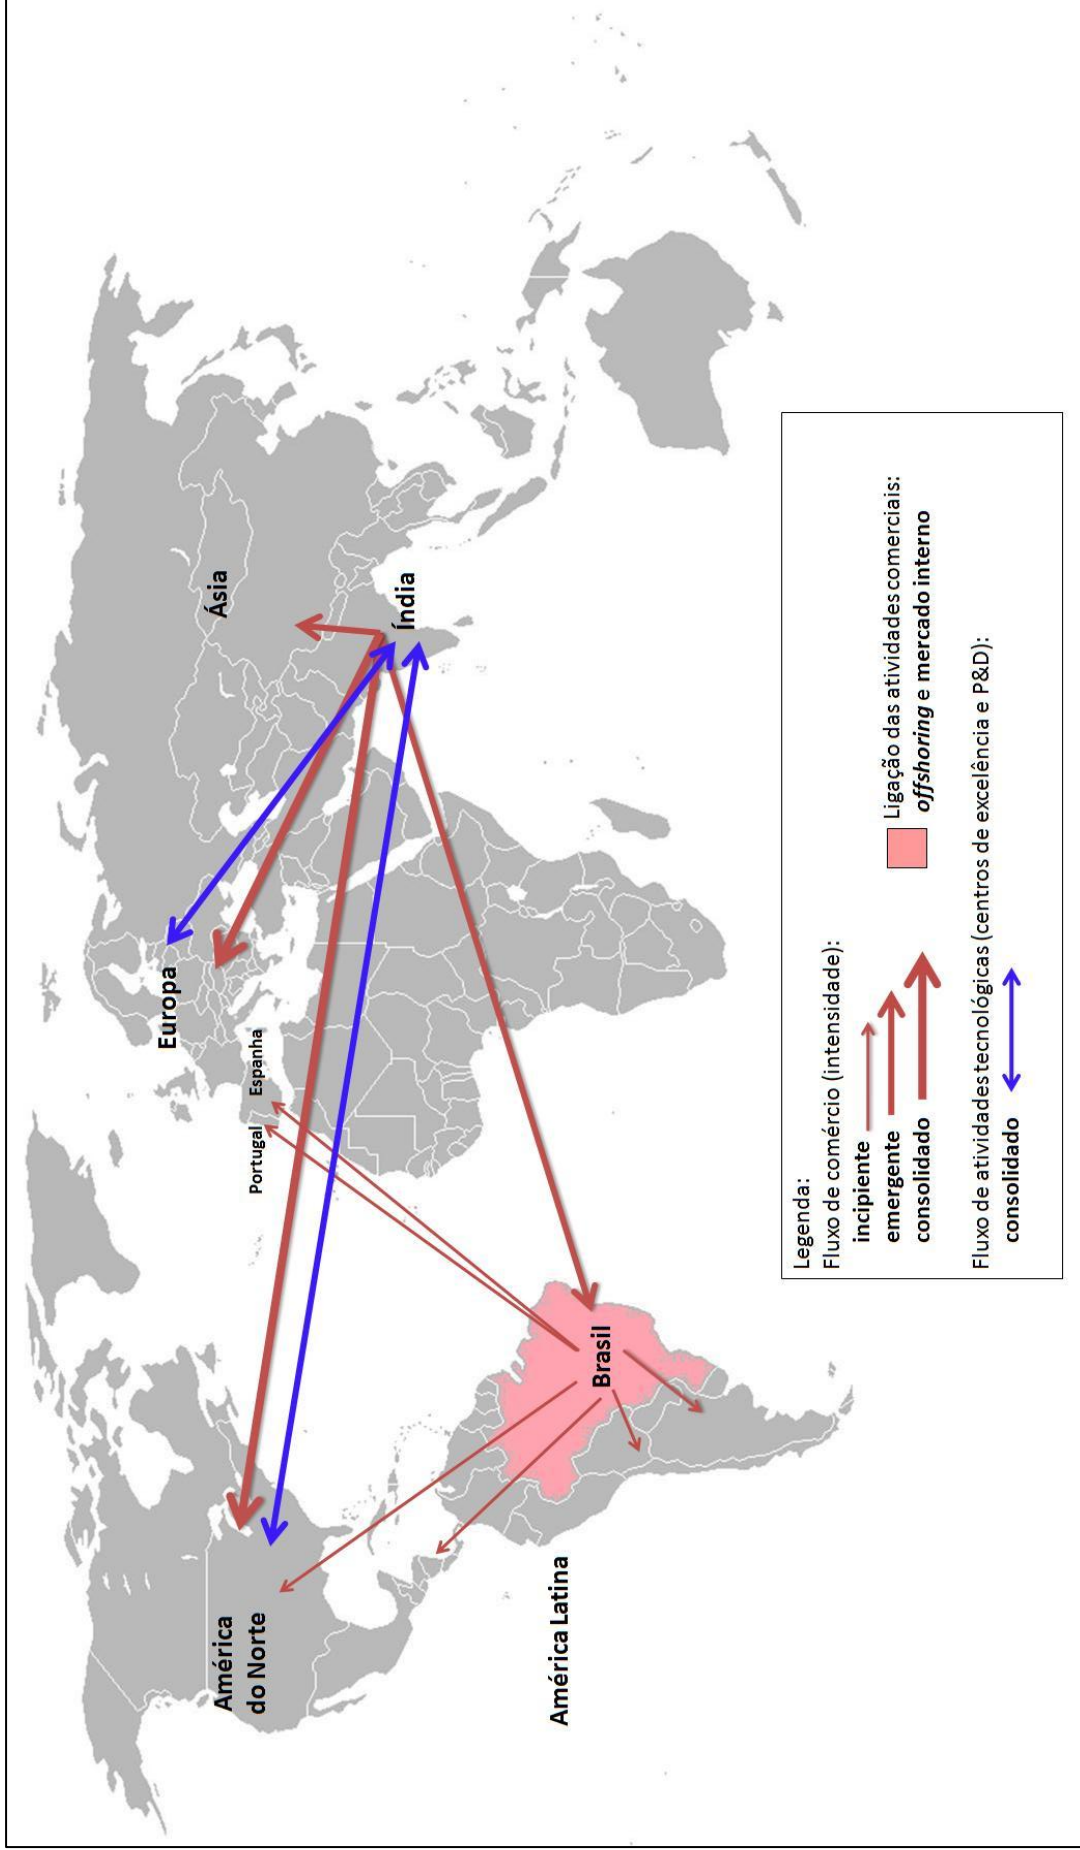 Europa
Ásia
América
do Norte
Portugal
Espanha
Índia
América Latina
Brasil
Legenda:
Fluxo de comércio (intensidade):
incipiente
emergente
consolidado
Ligação das atividades comerciais:
offshoring e mercado interno
Fluxo de atividades tecnológicas (centros de excelência e P&D):
consolidado